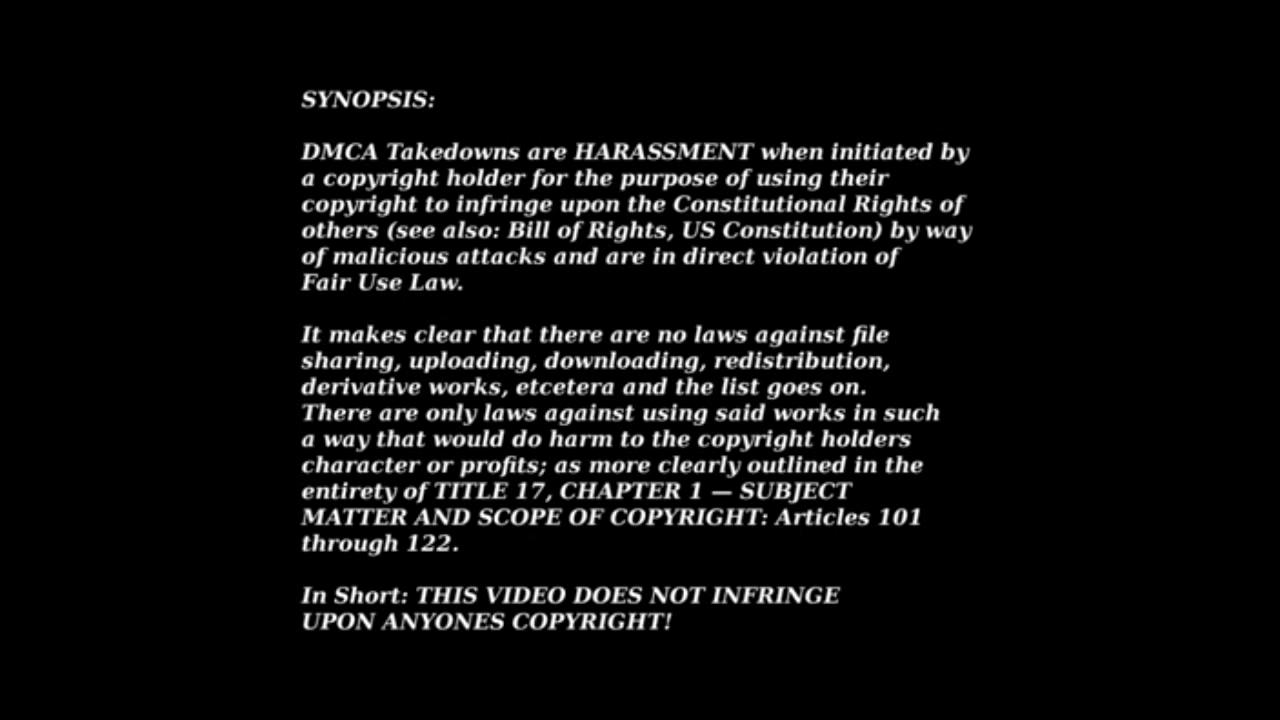 SYNOPSIS:
DMCA Takedowns are HARASSMENT when initiated by
a copyright holder for the purpose of using their
copyright to infringe upon the Constitutional Rights of
others (see also: Bill of Rights, US Constitution) by way
of malicious attacks and are in direct violation of
Fair Use Law.
It makes clear that there are no laws against file
sharing, uploading, downloading, redistribution,
derivative works, etcetera and the list goes on.
There are only laws against using said works in such
a way that would do harm to the copyright holders
character or profits; as more clearly outlined in the
entirety of TITLE 17, CHAPTER 1 — SUBJECT
MATTER AND SCOPE OF COPYRIGHT: Articles 101
through 122.
In Short: THIS VIDEO DOES NOT INFRINGE
UPON ANYONES COPYRIGHT!